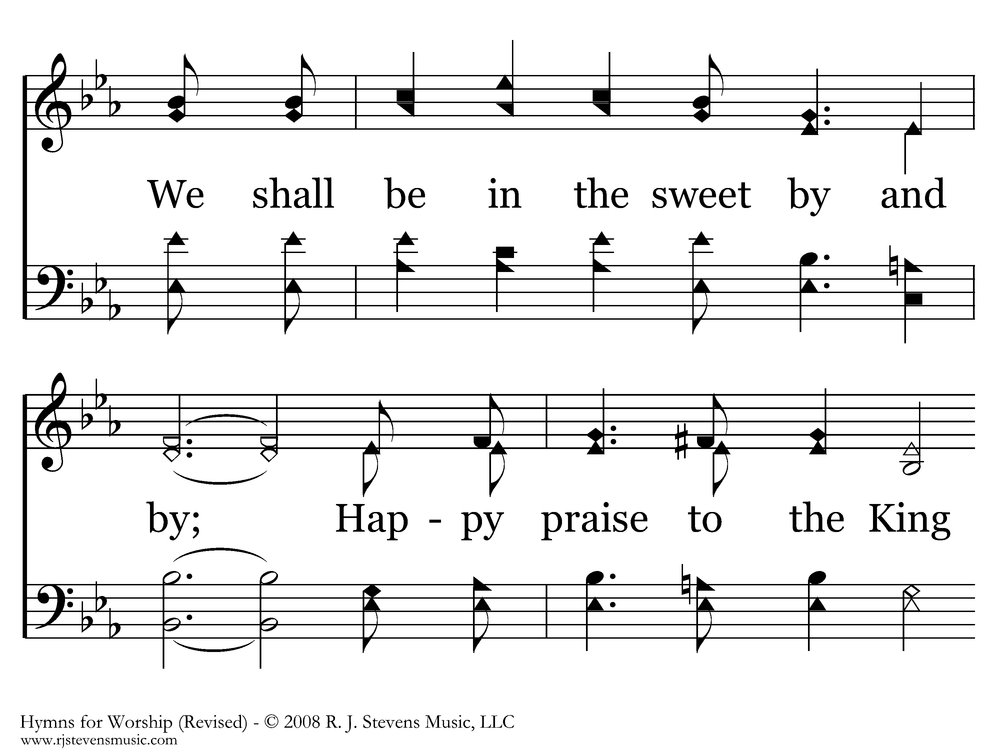 We shall be in the sweet by and
by; Hap - py praise to the King
Hymns for Worship (Revised) - © 2008 R. J. Stevens Music, LLC
www.rjstevensmusic.com